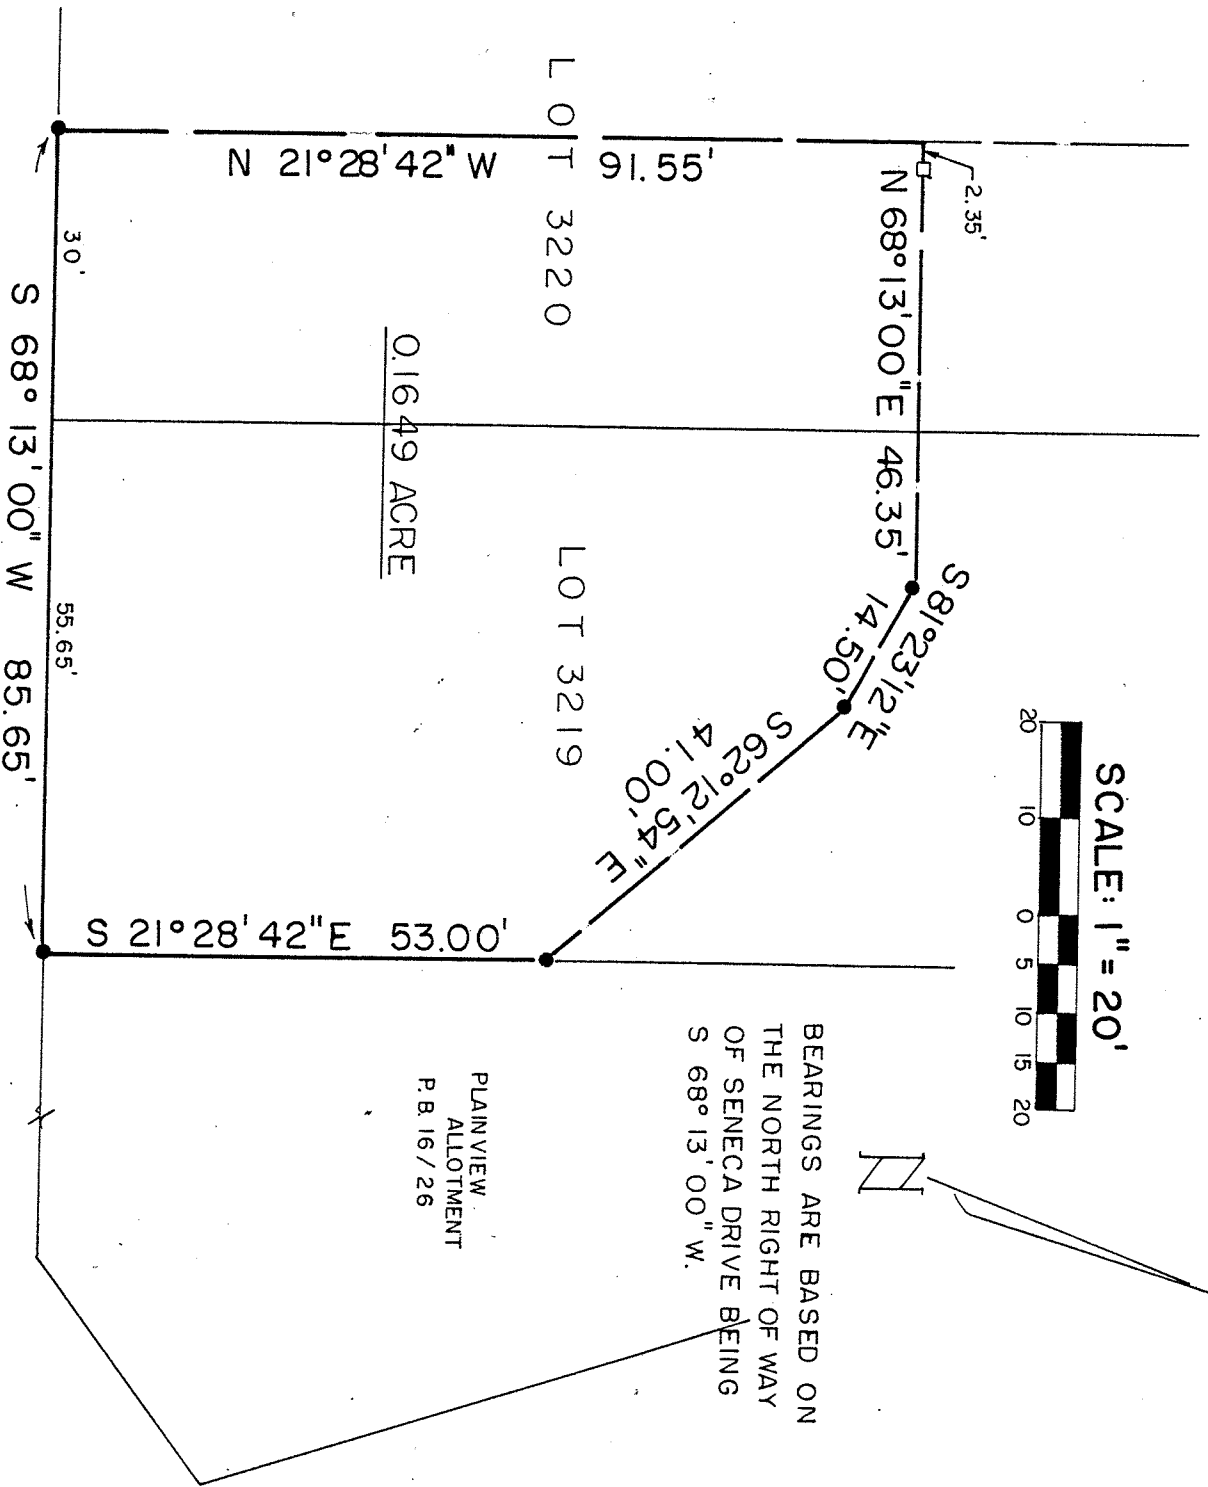 SCALE: 1" = 20'
20 10 0 5 10 15 20
N
BEARINGS ARE BASED ON
THE NORTH RIGHT OF WAY
OF SENECA DRIVE BEING
S 68° 13' 00" W.
PLAINVIEW
ALLOTMENT
P.B. 16/26
2.35'
N 68° 13' 00" E 46.35'
S 81° 23' 12" E
14.50'
S 62° 12' 54" E
41.00'
N 21° 28' 42" W 91.55'
LOT 3220
LOT 3219
0.1649 ACRE
S 21° 28' 42" E 53.00'
30'
55.65'
S 68° 13' 00" W 85.65'